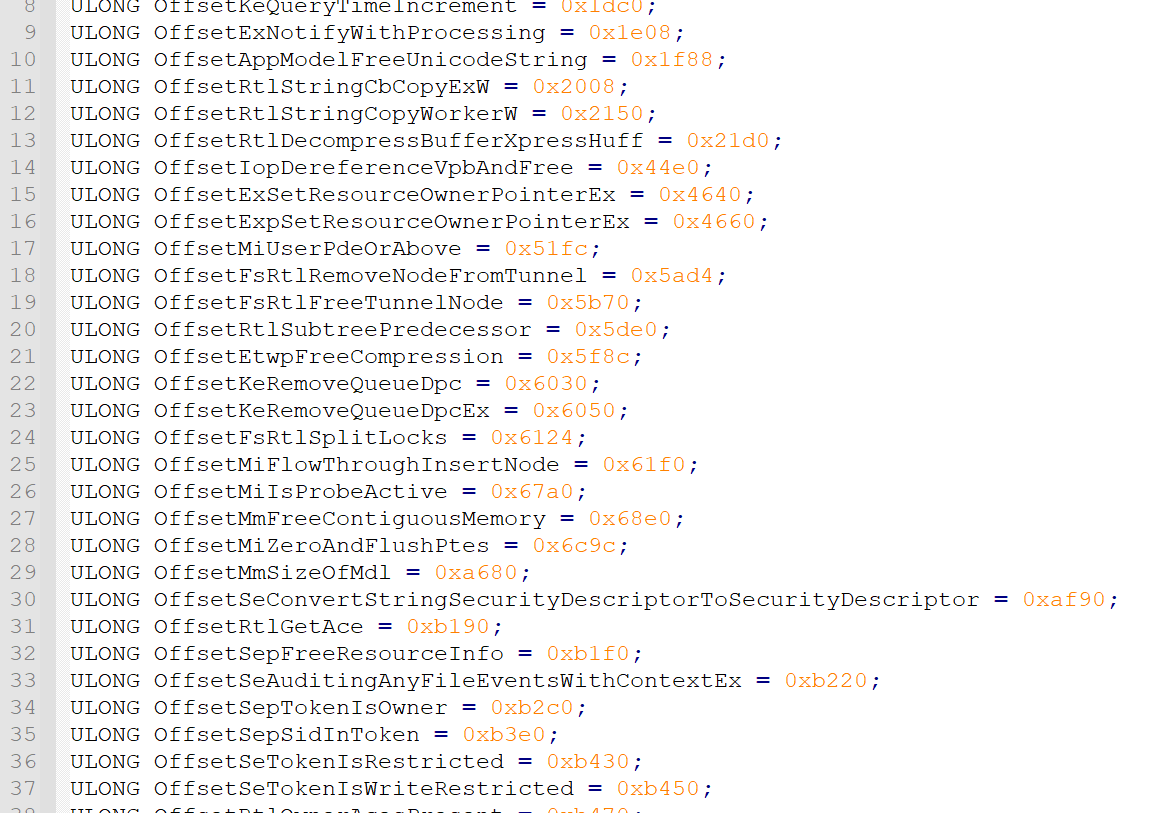 8 ULONG OffsetKeQueryTimeIncrement = 0x1dc0;
9 ULONG OffsetExNotifyWithProcessing = 0x1e08;
10 ULONG OffsetAppModelFreeUnicodeString = 0x1f88;
11 ULONG OffsetRtlStringCbCopyExW = 0x2008;
12 ULONG OffsetRtlStringCopyWorkerW = 0x2150;
13 ULONG OffsetRtlDecompressBufferXpressHuff = 0x21d0;
14 ULONG OffsetIopDereferenceVpbAndFree = 0x44e0;
15 ULONG OffsetExSetResourceOwnerPointerEx = 0x4640;
16 ULONG OffsetExpSetResourceOwnerPointerEx = 0x4660;
17 ULONG OffsetMiUserPdeOrAbove = 0x51fc;
18 ULONG OffsetFsRtlRemoveNodeFromTunnel = 0x5ad4;
19 ULONG OffsetFsRtlFreeTunnelNode = 0x5b70;
20 ULONG OffsetRtlSubtreePredecessor = 0x5de0;
21 ULONG OffsetEtwpFreeCompression = 0x5f8c;
22 ULONG OffsetKeRemoveQueueDpc = 0x6030;
23 ULONG OffsetKeRemoveQueueDpcEx = 0x6050;
24 ULONG OffsetFsRtlSplitLocks = 0x6124;
25 ULONG OffsetMiFlowThroughInsertNode = 0x61f0;
26 ULONG OffsetMiIsProbeActive = 0x67a0;
27 ULONG OffsetMmFreeContiguousMemory = 0x68e0;
28 ULONG OffsetMiZeroAndFlushPtes = 0x6c9c;
29 ULONG OffsetMmSizeOfMdl = 0xa680;
30 ULONG OffsetSeConvertStringSecurityDescriptorToSecurityDescriptor = 0xaf90;
31 ULONG OffsetRtlGetAce = 0xb190;
32 ULONG OffsetSepFreeResourceInfo = 0xb1f0;
33 ULONG OffsetSeAuditingAnyFileEventsWithContextEx = 0xb220;
34 ULONG OffsetSepTokenIsOwner = 0xb2c0;
35 ULONG OffsetSepSidInToken = 0xb3e0;
36 ULONG OffsetSeTokenIsRestricted = 0xb430;
37 ULONG OffsetSeTokenIsWriteRestricted = 0xb450;
38 ULONG = 0xb470;